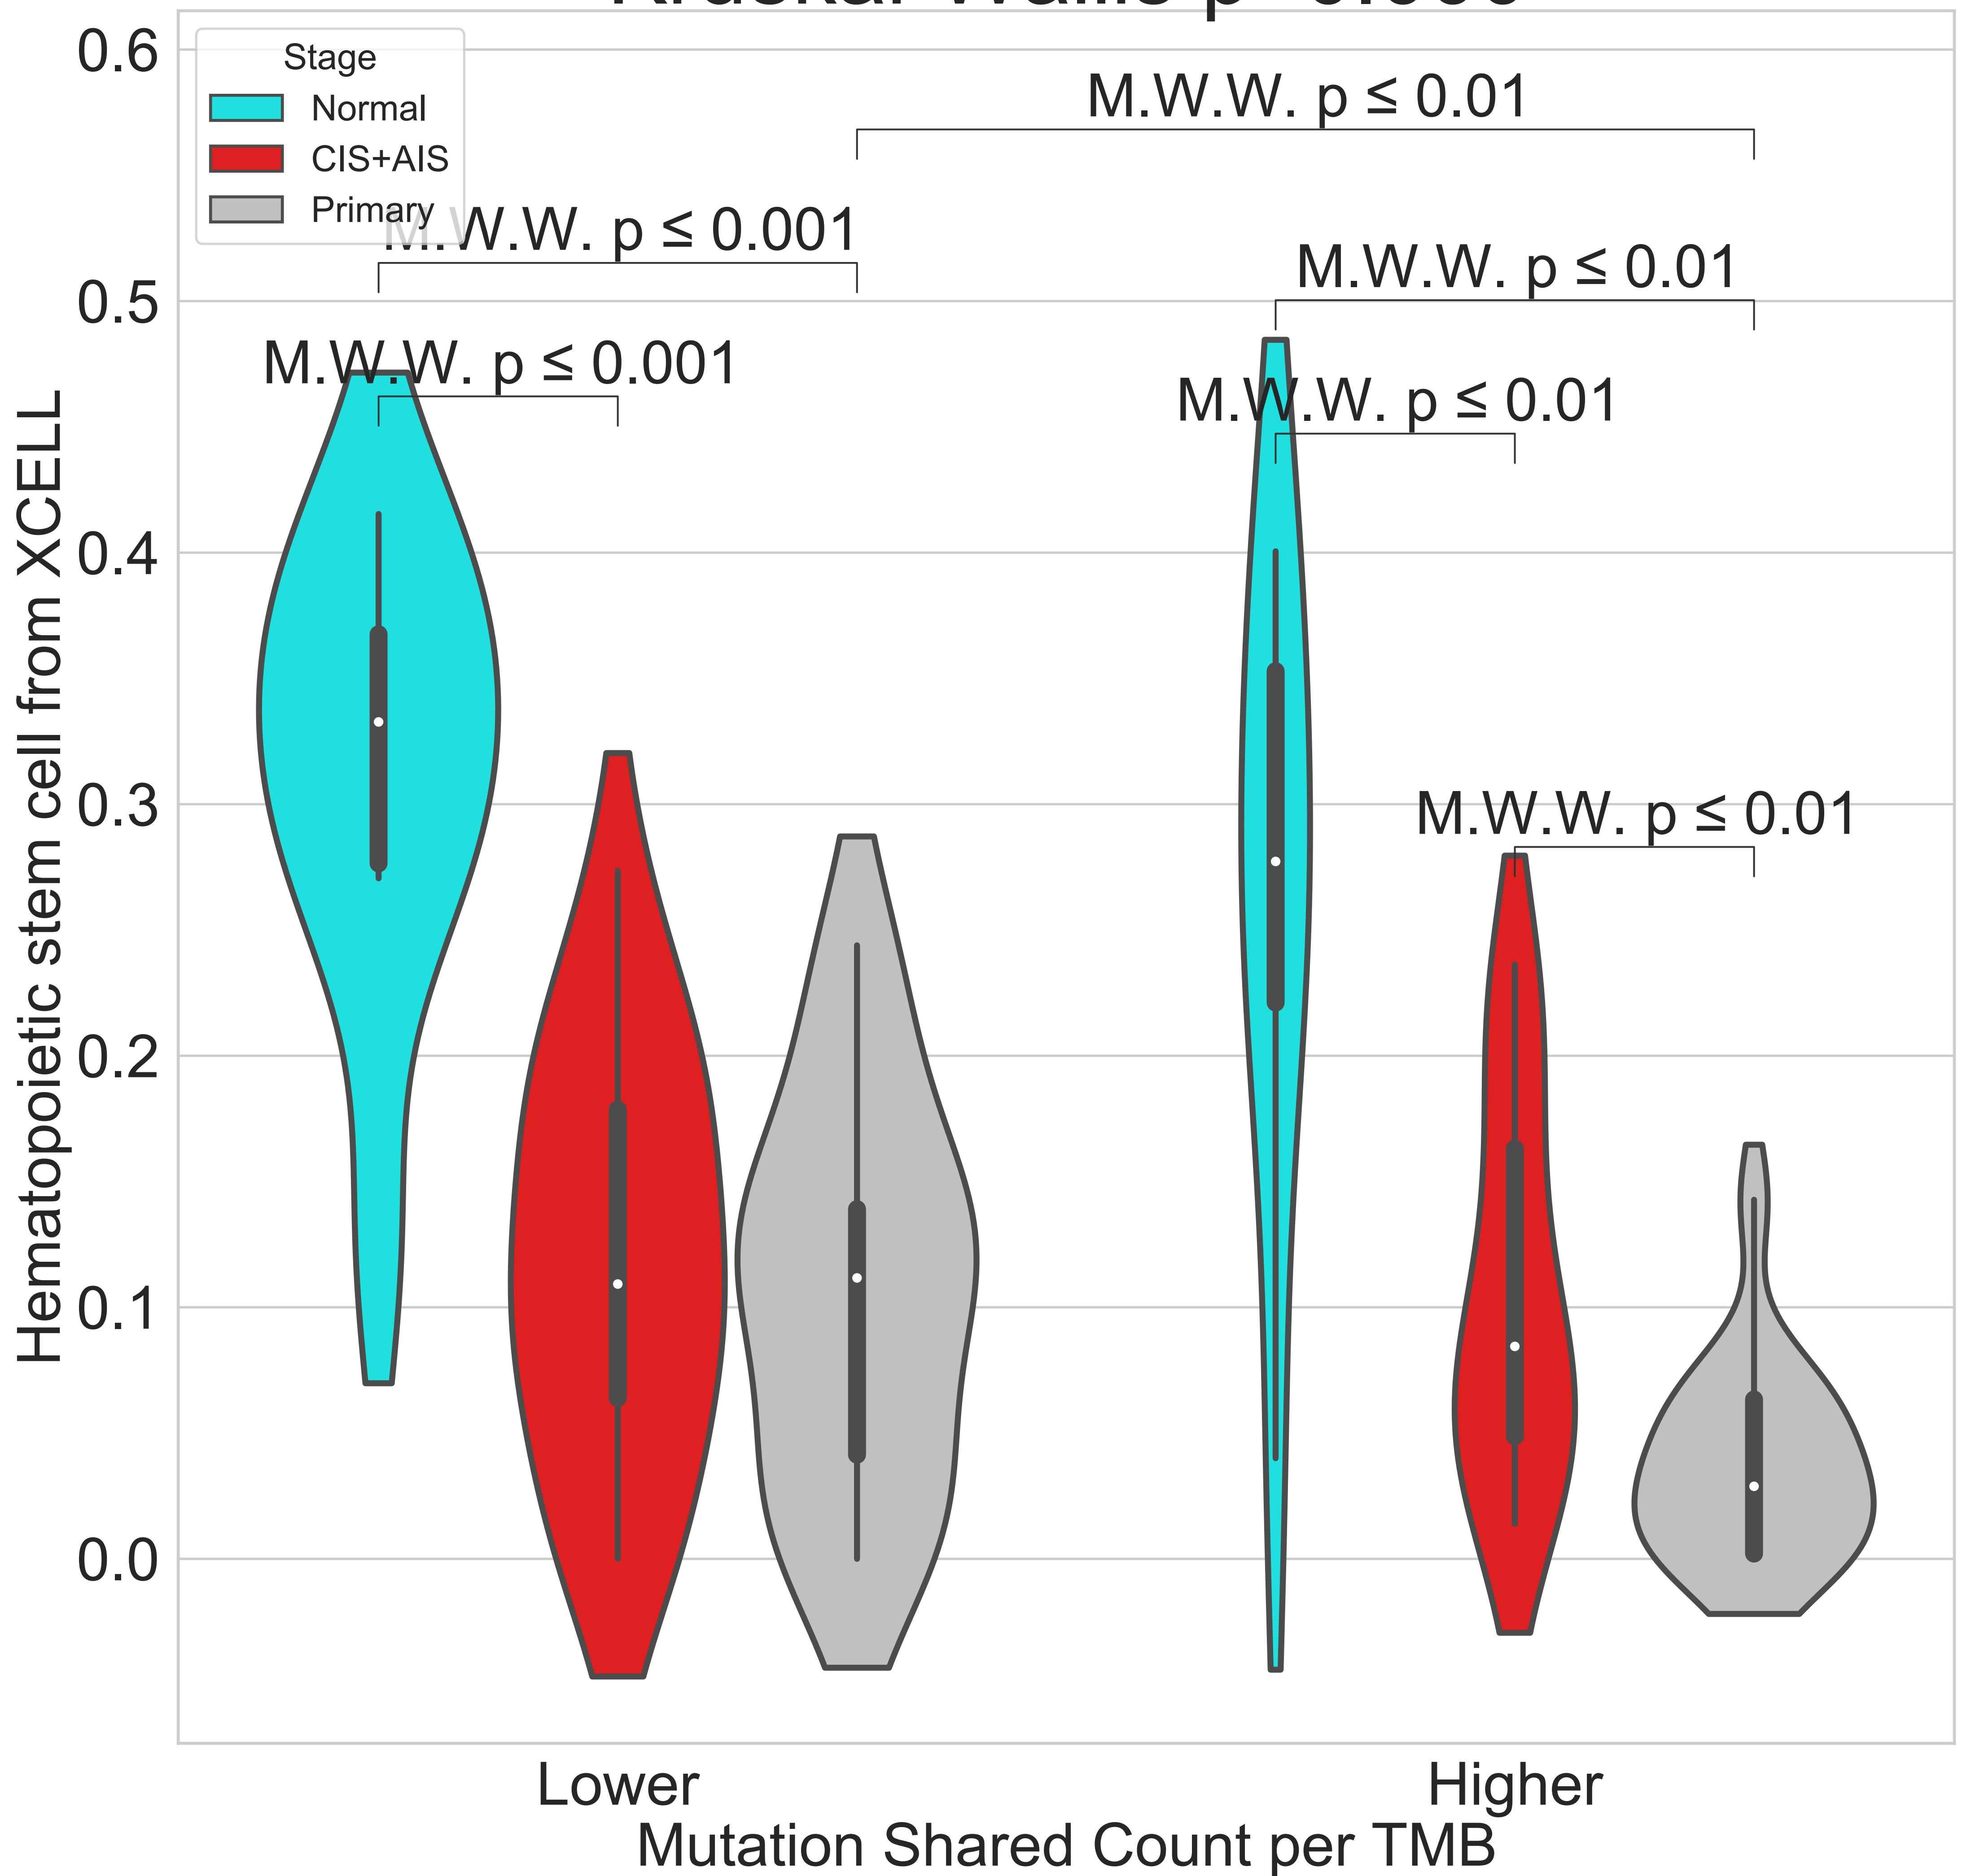 0.6
0.5
0.4
0.3
0.2
0.1
0.0
Hematopoietic stem cell from XCELL
Stage
Normal
CIS+AIS
Primary
M.W.W. p ≤ 0.01
M.W.W. p ≤ 0.001
M.W.W. p ≤ 0.01
M.W.W. p ≤ 0.001
M.W.W. p ≤ 0.01
M.W.W. p ≤ 0.01
Lower
Higher
Mutation Shared Count per TMB